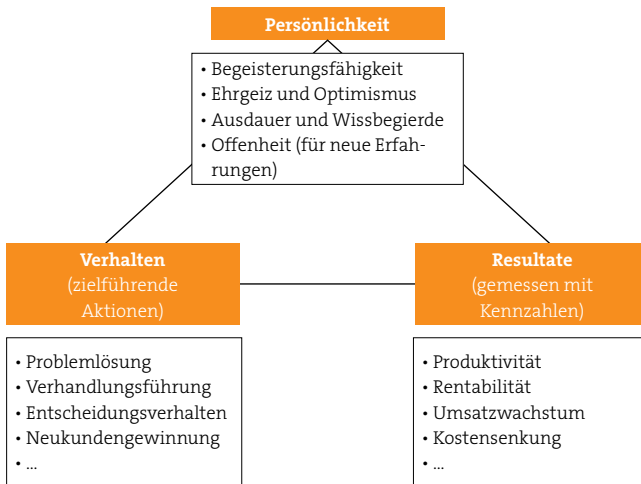 Persönlichkeit
• Begeisterungsfähigkeit
• Ehrgeiz und Optimismus
• Ausdauer und Wissbegierde
• Offenheit (für neue Erfah-
rungen)
Verhalten
(zielführende
Aktionen)
• Problemlösung
• Verhandlungsführung
• Entscheidungsverhalten
• Neukundengewinnung
• ...
Resultate
(gemessen mit
Kennzahlen)
• Produktivität
• Rentabilität
• Umsatzwachstum
• Kostensenkung
• ...